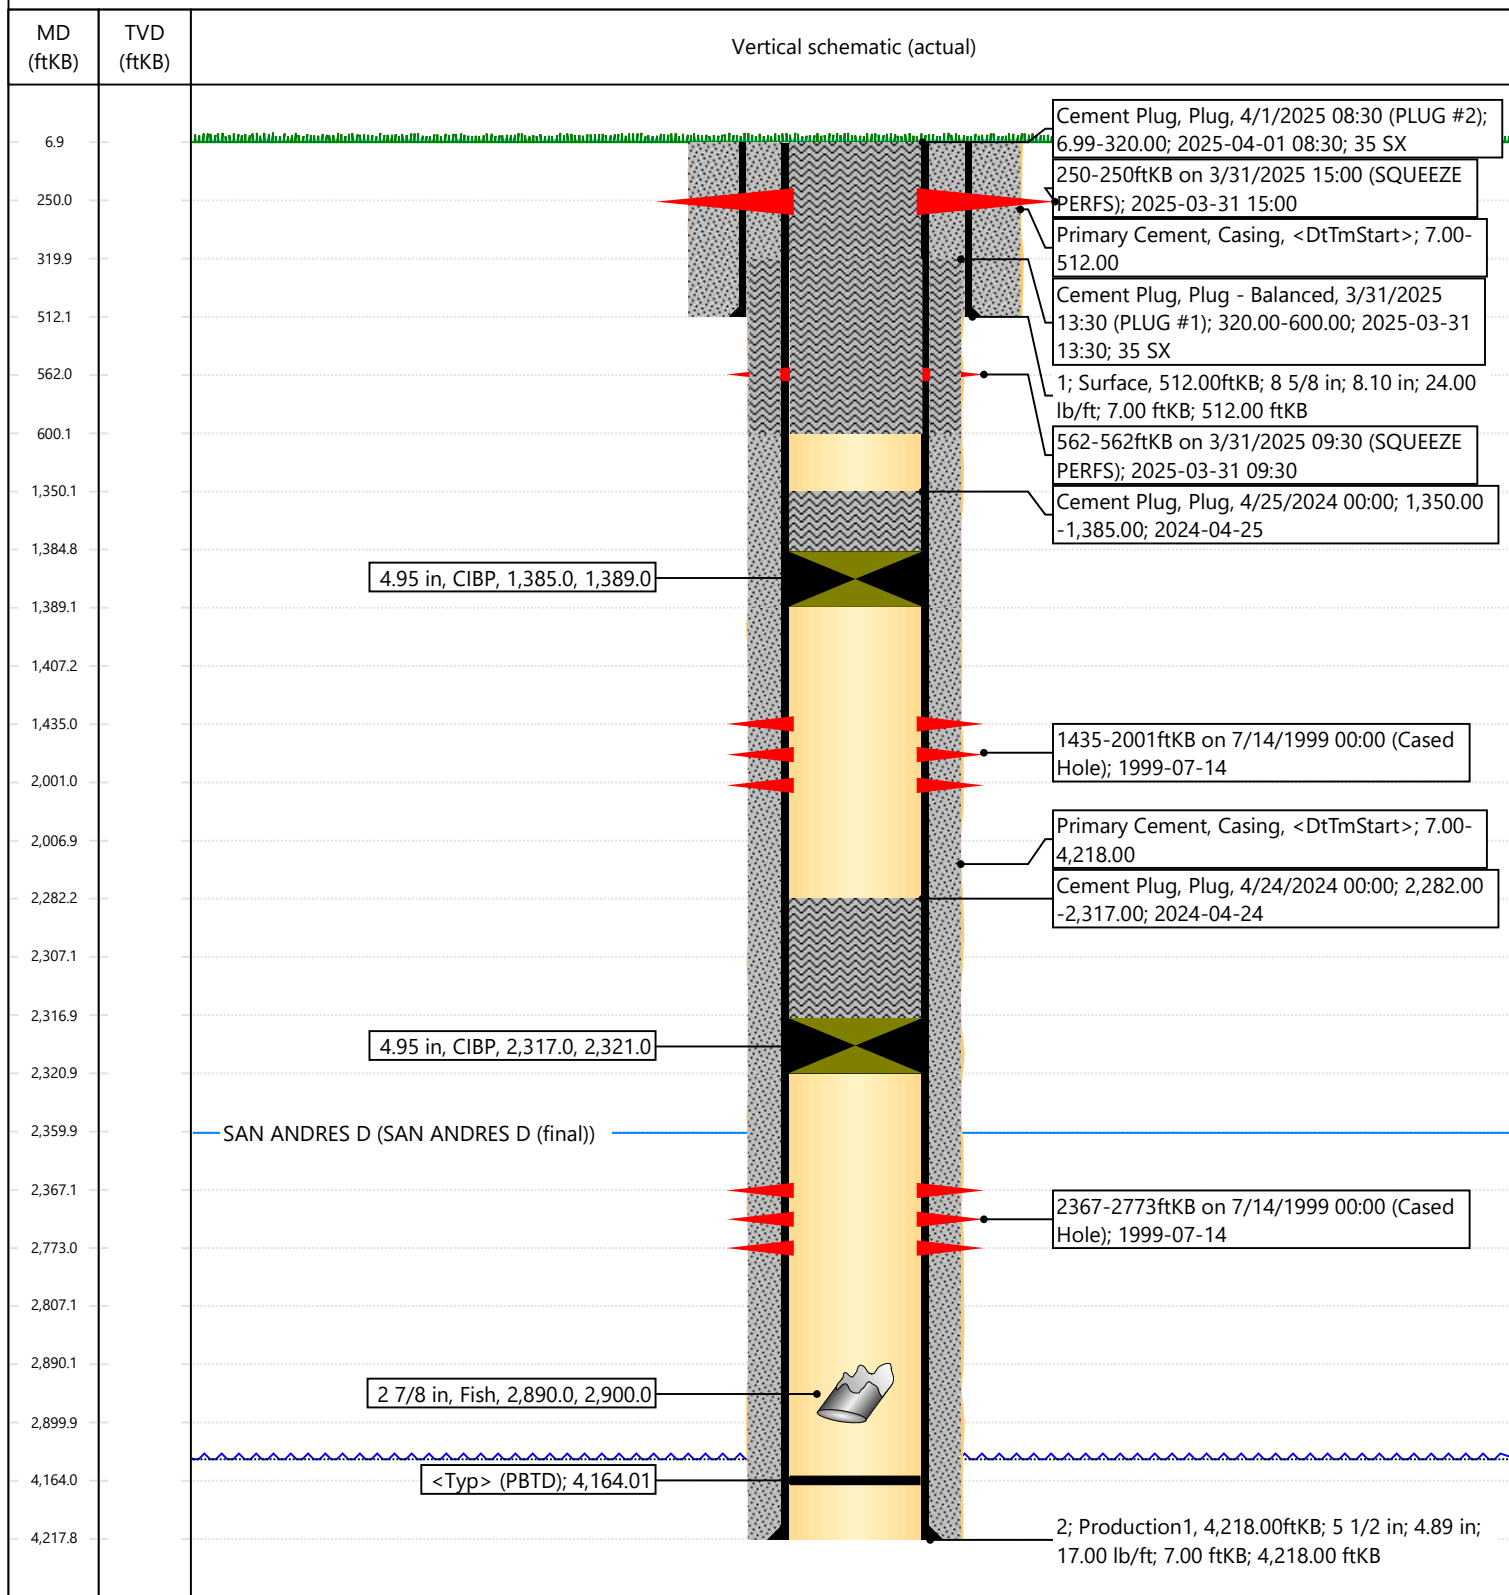 MD
(ftKB)
TVD
(ftKB)
Vertical schematic (actual)
6.9
250.0
319.9
512.1
562.0
600.1
1,350.1
1,384.8
1,389.1
1,407.2
1,435.0
2,001.0
2,006.9
2,282.2
2,307.1
2,316.9
2,320.9
2,359.9
2,367.1
2,773.0
2,807.1
2,890.1
2,899.9
4,164.0
4,217.8
4.95 in, CIBP, 1,385.0, 1,389.0
4.95 in, CIBP, 2,317.0, 2,321.0
SAN ANDRES D (SAN ANDRES D (final))
2 7/8 in, Fish, 2,890.0, 2,900.0
<Typ> (PBTD); 4,164.01
Cement Plug, Plug, 4/1/2025 08:30 (PLUG #2);
6.99-320.00; 2025-04-01 08:30; 35 SX
250-250ftKB on 3/31/2025 15:00 (SQUEEZE
PERFS); 2025-03-31 15:00
Primary Cement, Casing, <DtTmStart>; 7.00-
512.00
Cement Plug, Plug - Balanced, 3/31/2025
13:30 (PLUG #1); 320.00-600.00; 2025-03-31
13:30; 35 SX
1; Surface, 512.00ftKB; 8 5/8 in; 8.10 in; 24.00
lb/ft; 7.00 ftKB; 512.00 ftKB
562-562ftKB on 3/31/2025 09:30 (SQUEEZE
PERFS); 2025-03-31 09:30
Cement Plug, Plug, 4/25/2024 00:00; 1,350.00
-1,385.00; 2024-04-25
1435-2001ftKB on 7/14/1999 00:00 (Cased
Hole); 1999-07-14
Primary Cement, Casing, <DtTmStart>; 7.00-
4,218.00
Cement Plug, Plug, 4/24/2024 00:00; 2,282.00
-2,317.00; 2024-04-24
2367-2773ftKB on 7/14/1999 00:00 (Cased
Hole); 1999-07-14
2; Production1, 4,218.00ftKB; 5 1/2 in; 4.89 in;
17.00 lb/ft; 7.00 ftKB; 4,218.00 ftKB